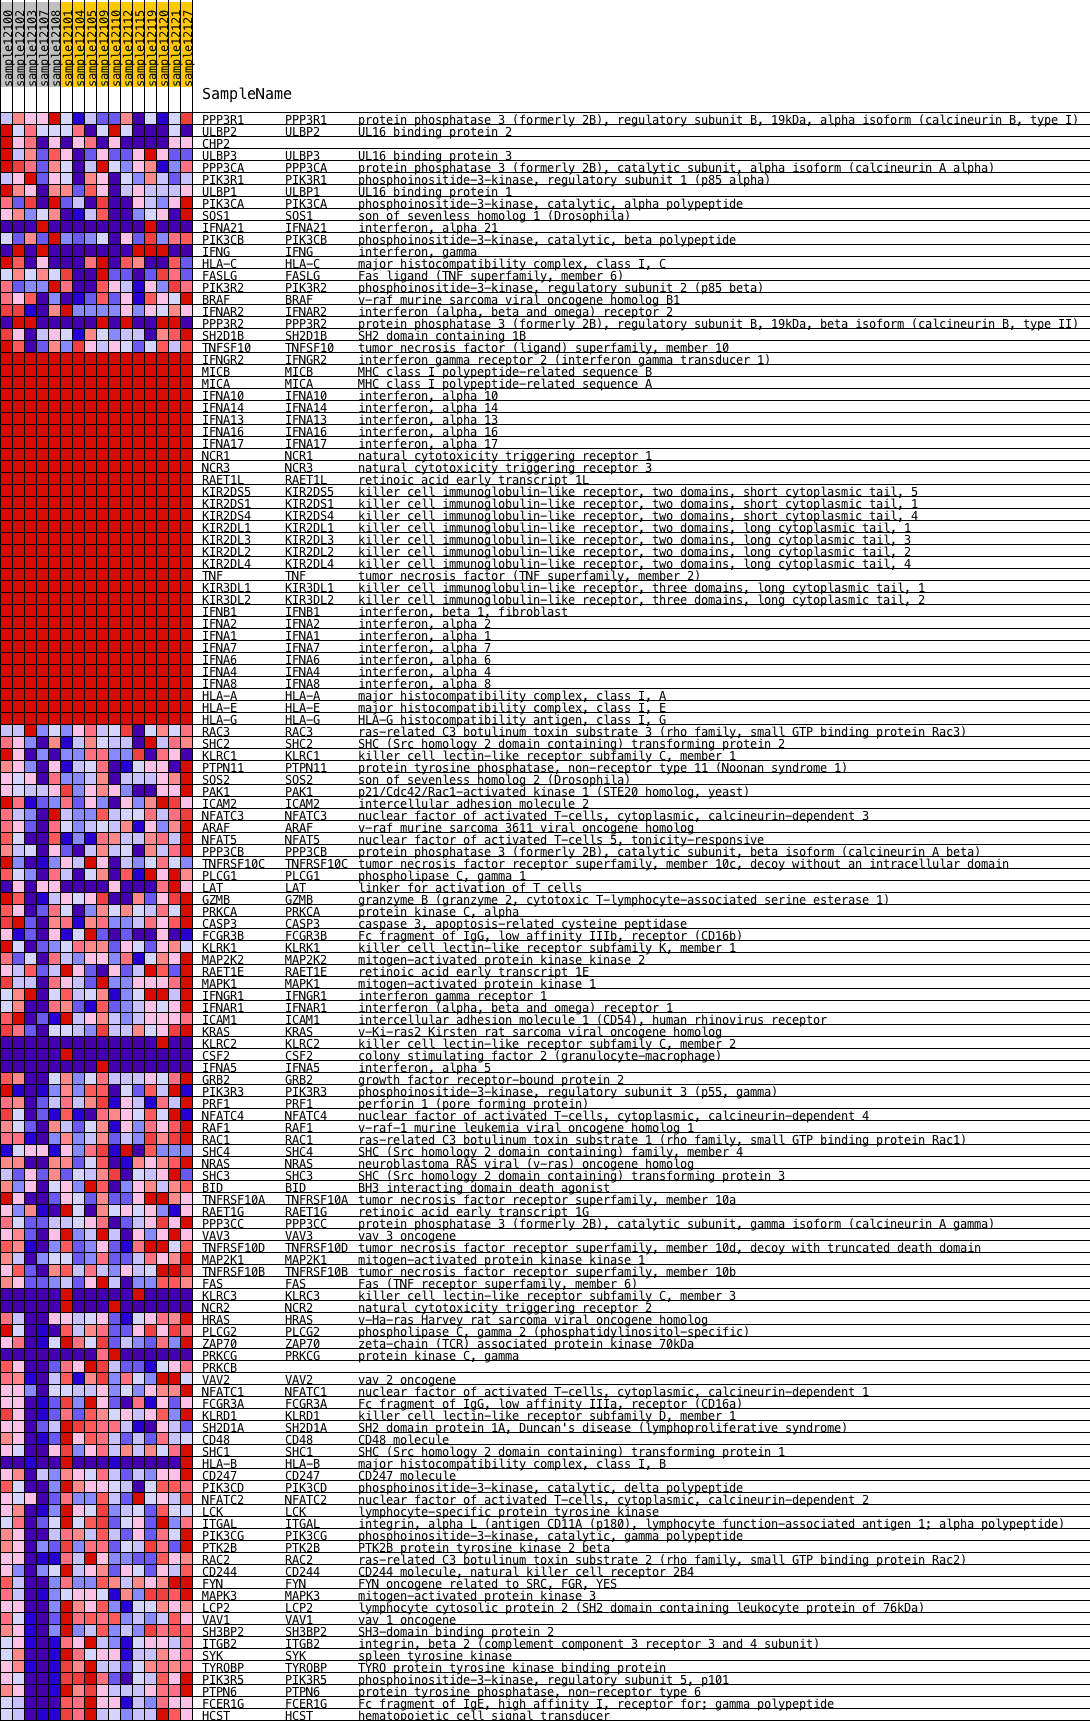 sample12100
sample12102
sample12103
sample12107
sample12108
sample12101
sample12104
sample12105
sample12109
sample12110
sample12112
sample12115
sample12119
sample12120
sample12121
sample12127
SampleName
PPP3R1 PPP3R1 protein phosphatase 3 (formerly 2B), regulatory subunit B, 19kDa, alpha isoform (calcineurin B, type I)
ULBP2 ULBP2 UL16 binding protein 2
CHP2
ULBP3 ULBP3 UL16 binding protein 3
PPP3CA PPP3CA protein phosphatase 3 (formerly 2B), catalytic subunit, alpha isoform (calcineurin A alpha)
PIK3R1 PIK3R1 phosphoinositide-3-kinase, regulatory subunit 1 (p85 alpha)
ULBP1 ULBP1 UL16 binding protein 1
PIK3CA PIK3CA phosphoinositide-3-kinase, catalytic, alpha polypeptide
SOS1 SOS1 son of sevenless homolog 1 (Drosophila)
IFNA21 IFNA21 interferon, alpha 21
PIK3CB PIK3CB phosphoinositide-3-kinase, catalytic, beta polypeptide
IFNG IFNG interferon, gamma
HLA-C HLA-C major histocompatibility complex, class I, C
FASLG FASLG Fas ligand (TNF superfamily, member 6)
PIK3R2 PIK3R2 phosphoinositide-3-kinase, regulatory subunit 2 (p85 beta)
BRAF BRAF v-raf murine sarcoma viral oncogene homolog B1
IFNAR2 IFNAR2 interferon (alpha, beta and omega) receptor 2
PPP3R2 PPP3R2 protein phosphatase 3 (formerly 2B), regulatory subunit B, 19kDa, beta isoform (calcineurin B, type II)
SH2D1B SH2D1B SH2 domain containing 1B
TNFSF10 TNFSF10 tumor necrosis factor (ligand) superfamily, member 10
IFNGR2 IFNGR2 interferon gamma receptor 2 (interferon gamma transducer 1)
MICB MICB MHC class I polypeptide-related sequence B
MICA MICA MHC class I polypeptide-related sequence A
IFNA10 IFNA10 interferon, alpha 10
IFNA14 IFNA14 interferon, alpha 14
IFNA13 IFNA13 interferon, alpha 13
IFNA16 IFNA16 interferon, alpha 16
IFNA17 IFNA17 interferon, alpha 17
NCR1 NCR1 natural cytotoxicity triggering receptor 1
NCR3 NCR3 natural cytotoxicity triggering receptor 3
RAET1L RAET1L retinoic acid early transcript 1L
KIR2DS5 KIR2DS5 killer cell immunoglobulin-like receptor, two domains, short cytoplasmic tail, 5
KIR2DS1 KIR2DS1 killer cell immunoglobulin-like receptor, two domains, short cytoplasmic tail, 1
KIR2DS4 KIR2DS4 killer cell immunoglobulin-like receptor, two domains, short cytoplasmic tail, 4
KIR2DL1 KIR2DL1 killer cell immunoglobulin-like receptor, two domains, long cytoplasmic tail, 1
KIR2DL3 KIR2DL3 killer cell immunoglobulin-like receptor, two domains, long cytoplasmic tail, 3
KIR2DL2 KIR2DL2 killer cell immunoglobulin-like receptor, two domains, long cytoplasmic tail, 2
KIR2DL4 KIR2DL4 killer cell immunoglobulin-like receptor, two domains, long cytoplasmic tail, 4
TNF TNF tumor necrosis factor (TNF superfamily, member 2)
KIR3DL1 KIR3DL1 killer cell immunoglobulin-like receptor, three domains, long cytoplasmic tail, 1
KIR3DL2 KIR3DL2 killer cell immunoglobulin-like receptor, three domains, long cytoplasmic tail, 2
IFNB1 IFNB1 interferon, beta 1, fibroblast
IFNA2 IFNA2 interferon, alpha 2
IFNA1 IFNA1 interferon, alpha 1
IFNA7 IFNA7 interferon, alpha 7
IFNA6 IFNA6 interferon, alpha 6
IFNA4 IFNA4 interferon, alpha 4
IFNA8 IFNA8 interferon, alpha 8
HLA-A HLA-A major histocompatibility complex, class I, A
HLA-E HLA-E major histocompatibility complex, class I, E
HLA-G HLA-G HLA-G histocompatibility antigen, class I, G
RAC3 RAC3 ras-related C3 botulinum toxin substrate 3 (rho family, small GTP binding protein Rac3)
SHC2 SHC2 SHC (Src homology 2 domain containing) transforming protein 2
KLRC1 KLRC1 killer cell lectin-like receptor subfamily C, member 1
PTPN11 PTPN11 protein tyrosine phosphatase, non-receptor type 11 (Noonan syndrome 1)
SOS2 SOS2 son of sevenless homolog 2 (Drosophila)
PAK1 PAK1 p21/Cdc42/Rac1-activated kinase 1 (STE20 homolog, yeast)
ICAM2 ICAM2 intercellular adhesion molecule 2
NFATC3 NFATC3 nuclear factor of activated T-cells, cytoplasmic, calcineurin-dependent 3
ARAF ARAF v-raf murine sarcoma 3611 viral oncogene homolog
NFAT5 NFAT5 nuclear factor of activated T-cells 5, tonicity-responsive
PPP3CB PPP3CB protein phosphatase 3 (formerly 2B), catalytic subunit, beta isoform (calcineurin A beta)
TNFRSF10C TNFRSF10C tumor necrosis factor receptor superfamily, member 10c, decoy without an intracellular domain
PLCG1 PLCG1 phospholipase C, gamma 1
LAT LAT linker for activation of T cells
GZMB GZMB granzyme B (granzyme 2, cytotoxic T-lymphocyte-associated serine esterase 1)
PRKCA PRKCA protein kinase C, alpha
CASP3 CASP3 caspase 3, apoptosis-related cysteine peptidase
FCGR3B FCGR3B Fc fragment of IgG, low affinity IIIb, receptor (CD16b)
KLRK1 KLRK1 killer cell lectin-like receptor subfamily K, member 1
MAP2K2 MAP2K2 mitogen-activated protein kinase kinase 2
RAET1E RAET1E retinoic acid early transcript 1E
MAPK1 MAPK1 mitogen-activated protein kinase 1
IFNGR1 IFNGR1 interferon gamma receptor 1
IFNAR1 IFNAR1 interferon (alpha, beta and omega) receptor 1
ICAM1 ICAM1 intercellular adhesion molecule 1 (CD54), human rhinovirus receptor
KRAS KRAS v-Ki-ras2 Kirsten rat sarcoma viral oncogene homolog
KLRC2 KLRC2 killer cell lectin-like receptor subfamily C, member 2
CSF2 CSF2 colony stimulating factor 2 (granulocyte-macrophage)
IFNA5 IFNA5 interferon, alpha 5
GRB2 GRB2 growth factor receptor-bound protein 2
PIK3R3 PIK3R3 phosphoinositide-3-kinase, regulatory subunit 3 (p55, gamma)
PRF1 PRF1 perforin 1 (pore forming protein)
NFATC4 NFATC4 nuclear factor of activated T-cells, cytoplasmic, calcineurin-dependent 4
RAF1 RAF1 v-raf-1 murine leukemia viral oncogene homolog 1
RAC1 RAC1 ras-related C3 botulinum toxin substrate 1 (rho family, small GTP binding protein Rac1)
SHC4 SHC4 SHC (Src homology 2 domain containing) family, member 4
NRAS NRAS neuroblastoma RAS viral (v-ras) oncogene homolog
SHC3 SHC3 SHC (Src homology 2 domain containing) transforming protein 3
BID BID BH3 interacting domain death agonist
TNFRSF10A TNFRSF10A tumor necrosis factor receptor superfamily, member 10a
RAET1G RAET1G retinoic acid early transcript 1G
PPP3CC PPP3CC protein phosphatase 3 (formerly 2B), catalytic subunit, gamma isoform (calcineurin A gamma)
VAV3 VAV3 vav 3 oncogene
TNFRSF10D TNFRSF10D tumor necrosis factor receptor superfamily, member 10d, decoy with truncated death domain
MAP2K1 MAP2K1 mitogen-activated protein kinase kinase 1
TNFRSF10B TNFRSF10B tumor necrosis factor receptor superfamily, member 10b
FAS FAS Fas (TNF receptor superfamily, member 6)
KLRC3 KLRC3 killer cell lectin-like receptor subfamily C, member 3
NCR2 NCR2 natural cytotoxicity triggering receptor 2
HRAS HRAS v-Ha-ras Harvey rat sarcoma viral oncogene homolog
PLCG2 PLCG2 phospholipase C, gamma 2 (phosphatidylinositol-specific)
ZAP70 ZAP70 zeta-chain (TCR) associated protein kinase 70kDa
PRKCG PRKCG protein kinase C, gamma
PRKCB
VAV2 VAV2 vav 2 oncogene
NFATC1 NFATC1 nuclear factor of activated T-cells, cytoplasmic, calcineurin-dependent 1
FCGR3A FCGR3A Fc fragment of IgG, low affinity IIIa, receptor (CD16a)
KLRD1 KLRD1 killer cell lectin-like receptor subfamily D, member 1
SH2D1A SH2D1A SH2 domain protein 1A, Duncan's disease (lymphoproliferative syndrome)
CD48 CD48 CD48 molecule
SHC1 SHC1 SHC (Src homology 2 domain containing) transforming protein 1
HLA-B HLA-B major histocompatibility complex, class I, B
CD247 CD247 CD247 molecule
PIK3CD PIK3CD phosphoinositide-3-kinase, catalytic, delta polypeptide
NFATC2 NFATC2 nuclear factor of activated T-cells, cytoplasmic, calcineurin-dependent 2
LCK LCK lymphocyte-specific protein tyrosine kinase
ITGAL ITGAL integrin, alpha L (antigen CD11A (p180), lymphocyte function-associated antigen 1; alpha polypeptide)
PIK3CG PIK3CG phosphoinositide-3-kinase, catalytic, gamma polypeptide
PTK2B PTK2B PTK2B protein tyrosine kinase 2 beta
RAC2 RAC2 ras-related C3 botulinum toxin substrate 2 (rho family, small GTP binding protein Rac2)
CD244 CD244 CD244 molecule, natural killer cell receptor 2B4
FYN FYN FYN oncogene related to SRC, FGR, YES
MAPK3 MAPK3 mitogen-activated protein kinase 3
LCP2 LCP2 lymphocyte cytosolic protein 2 (SH2 domain containing leukocyte protein of 76kDa)
VAV1 VAV1 vav 1 oncogene
SH3BP2 SH3BP2 SH3-domain binding protein 2
ITGB2 ITGB2 integrin, beta 2 (complement component 3 receptor 3 and 4 subunit)
SYK SYK spleen tyrosine kinase
TYROBP TYROBP TYRO protein tyrosine kinase binding protein
PIK3R5 PIK3R5 phosphoinositide-3-kinase, regulatory subunit 5, p101
PTPN6 PTPN6 protein tyrosine phosphatase, non-receptor type 6
FCER1G FCER1G Fc fragment of IgE, high affinity I, receptor for; gamma polypeptide
HCST HCST hematopoietic cell signal transducer